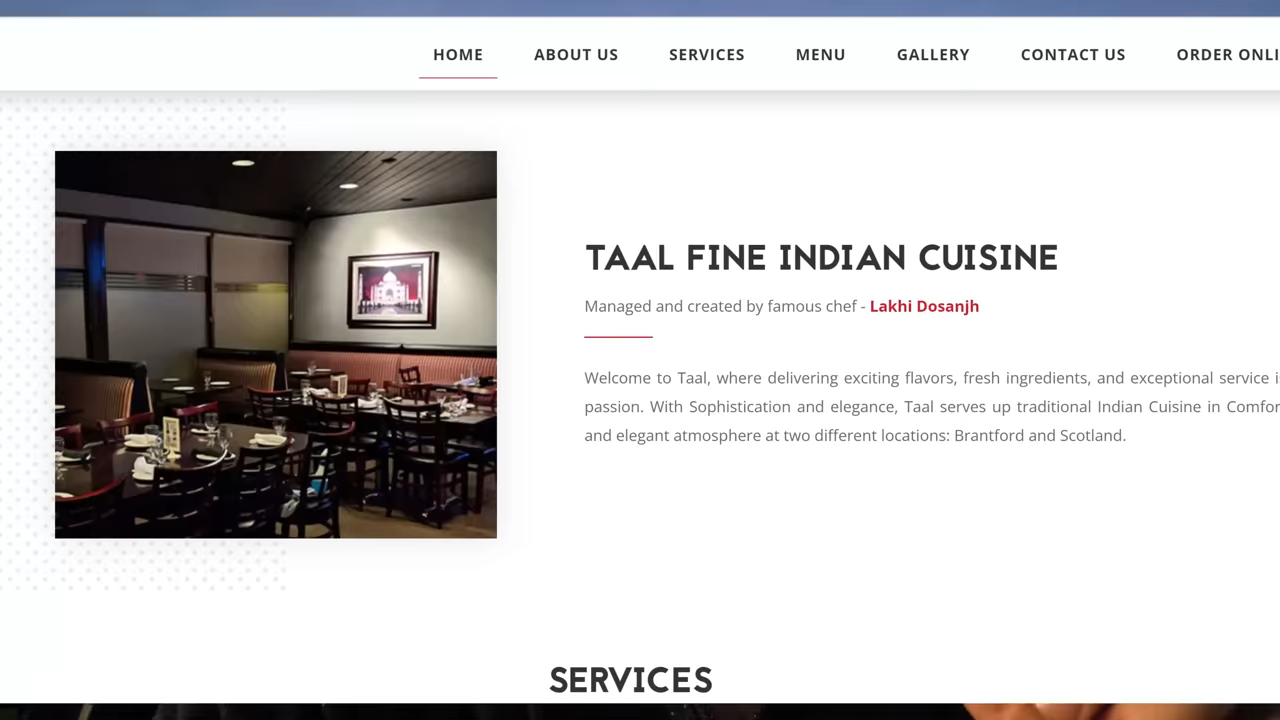 HOME ABOUT US SERVICES MENU GALLERY CONTACT US ORDER
TAAL FINE INDIAN CUISINE
Managed and created by famous chef - Lakhi Dosanjh
Welcome to Taal, where delivering exciting flavors, fresh ingredients, and exceptional service
passion. With Sophistication and elegance, Taal serves up traditional Indian Cuisine in
and elegant atmosphere at two different locations: Brantford and Scotland.
SERVICES